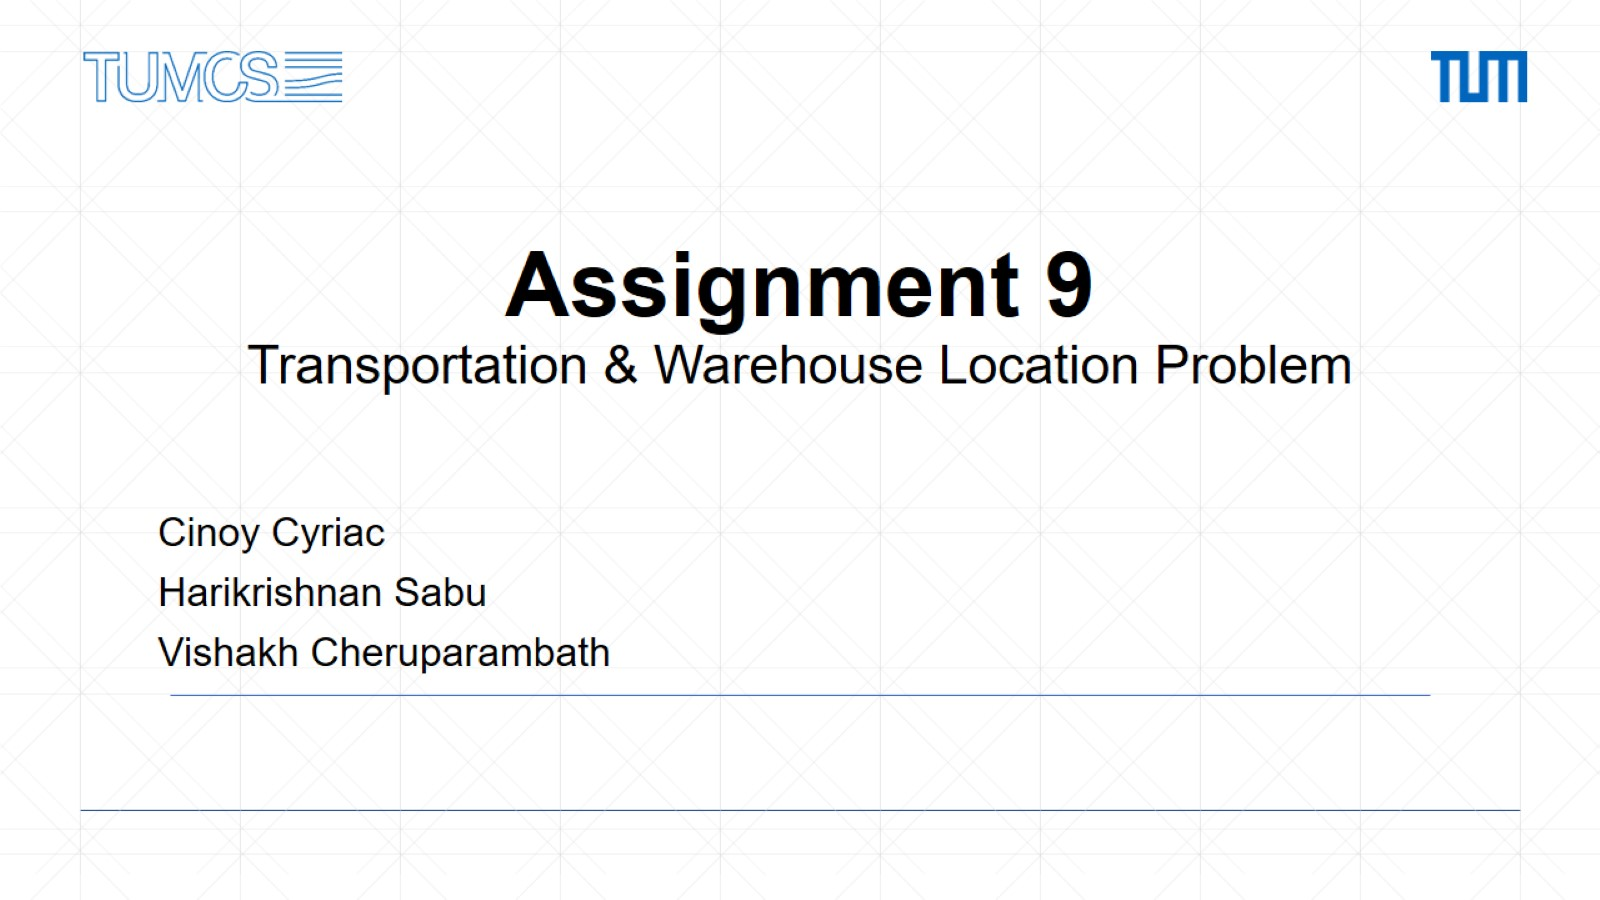 TUMCS
TUM
Assignment 9
Transportation & Warehouse Location Problem
Cinoy Cyriac
Harikrishnan Sabu
Vishakh Cheruparambath